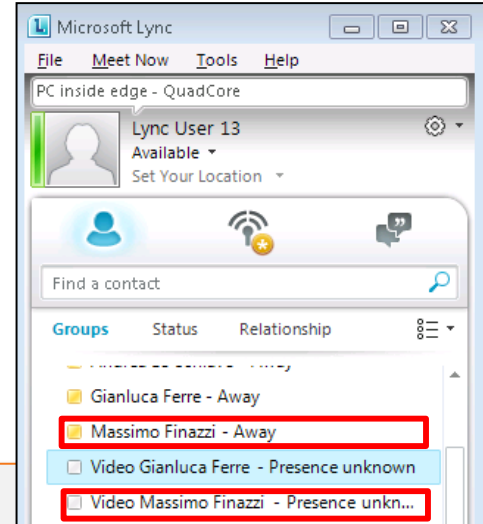 Microsoft Lync
File Meet Now Tools Help
PC inside edge - QuadCore
Lync User 13
Available
Set Your Location
Find a contact
Groups Status Relationship
Away
Gianluca Ferre - Away
Massimo Finazzi - Away
Video Gianluca Ferre - Presence unknown
Video Massimo Finazzi - Presence unkn...